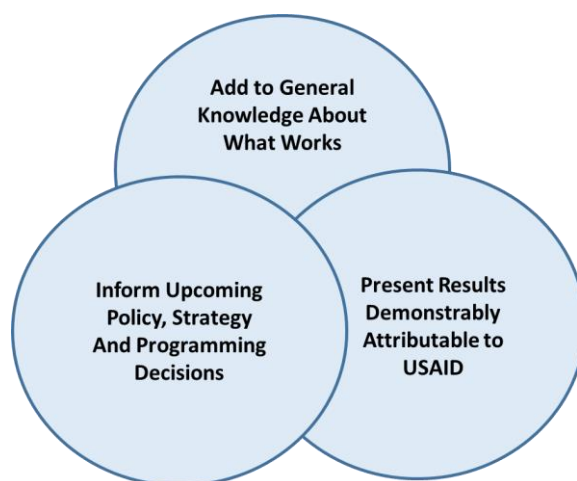 Add to General
Knowledge About
What Works
Inform Upcoming
Policy, Strategy
And Programming
Decisions
Present Results
Demonstrably
Attributable to
USAID